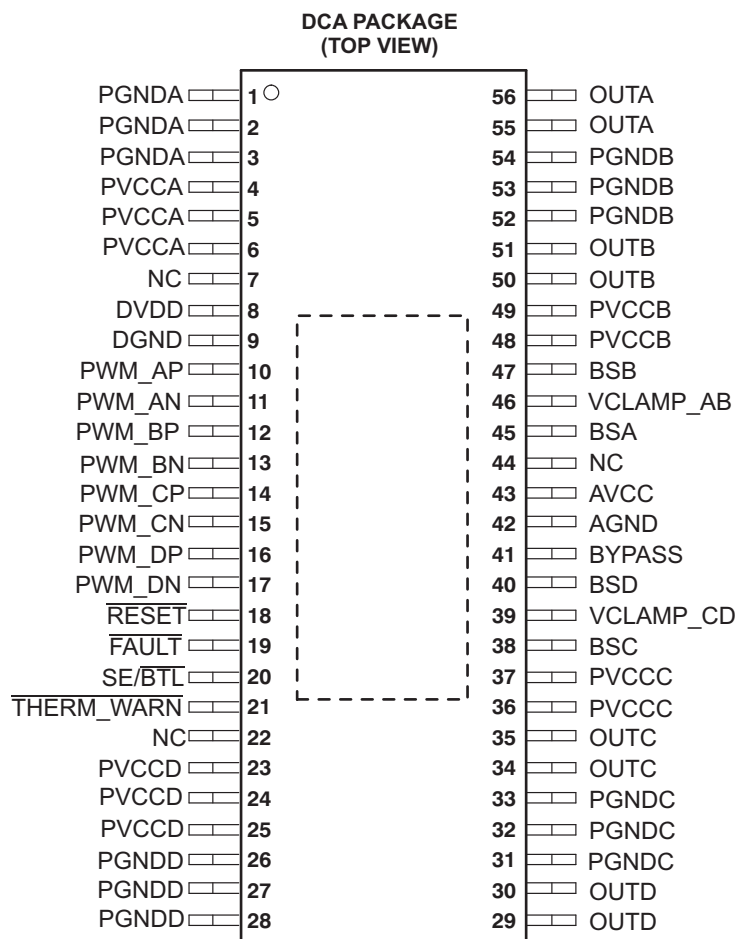 DCA PACKAGE
(TOP VIEW)
PGNDA 1 56 OUTA
PGNDA 2 55 OUTA
PGNDA 3 54 PGNDB
PVCCA 4 53 PGNDB
PVCCA 5 52 PGNDB
PVCCA 6 51 OUTB
NC 7 50 OUTB
DVDD 8 49 PVCCB
DGND 9 48 PVCCB
PWM_AP 10 47 BSB
PWM_AN 11 46 VCLAMP_AB
PWM_BP 12 45 BSA
PWM_BN 13 44 NC
PWM_CP 14 43 AVCC
PWM_CN 15 42 AGND
PWM_DP 16 41 BYPASS
PWM_DN 17 40 BSD
RESET 18 39 VCLAMP_CD
FAULT 19 38 BSC
SE/BTL 20 37 PVCCC
THERM_WARN 21 36 PVCCC
NC 22 35 OUTC
PVCCD 23 34 OUTC
PVCCD 24 33 PGNDC
PVCCD 25 32 PGNDC
PGNDD 26 31 PGNDC
PGNDD 27 30 OUTD
PGNDD 28 29 OUTD